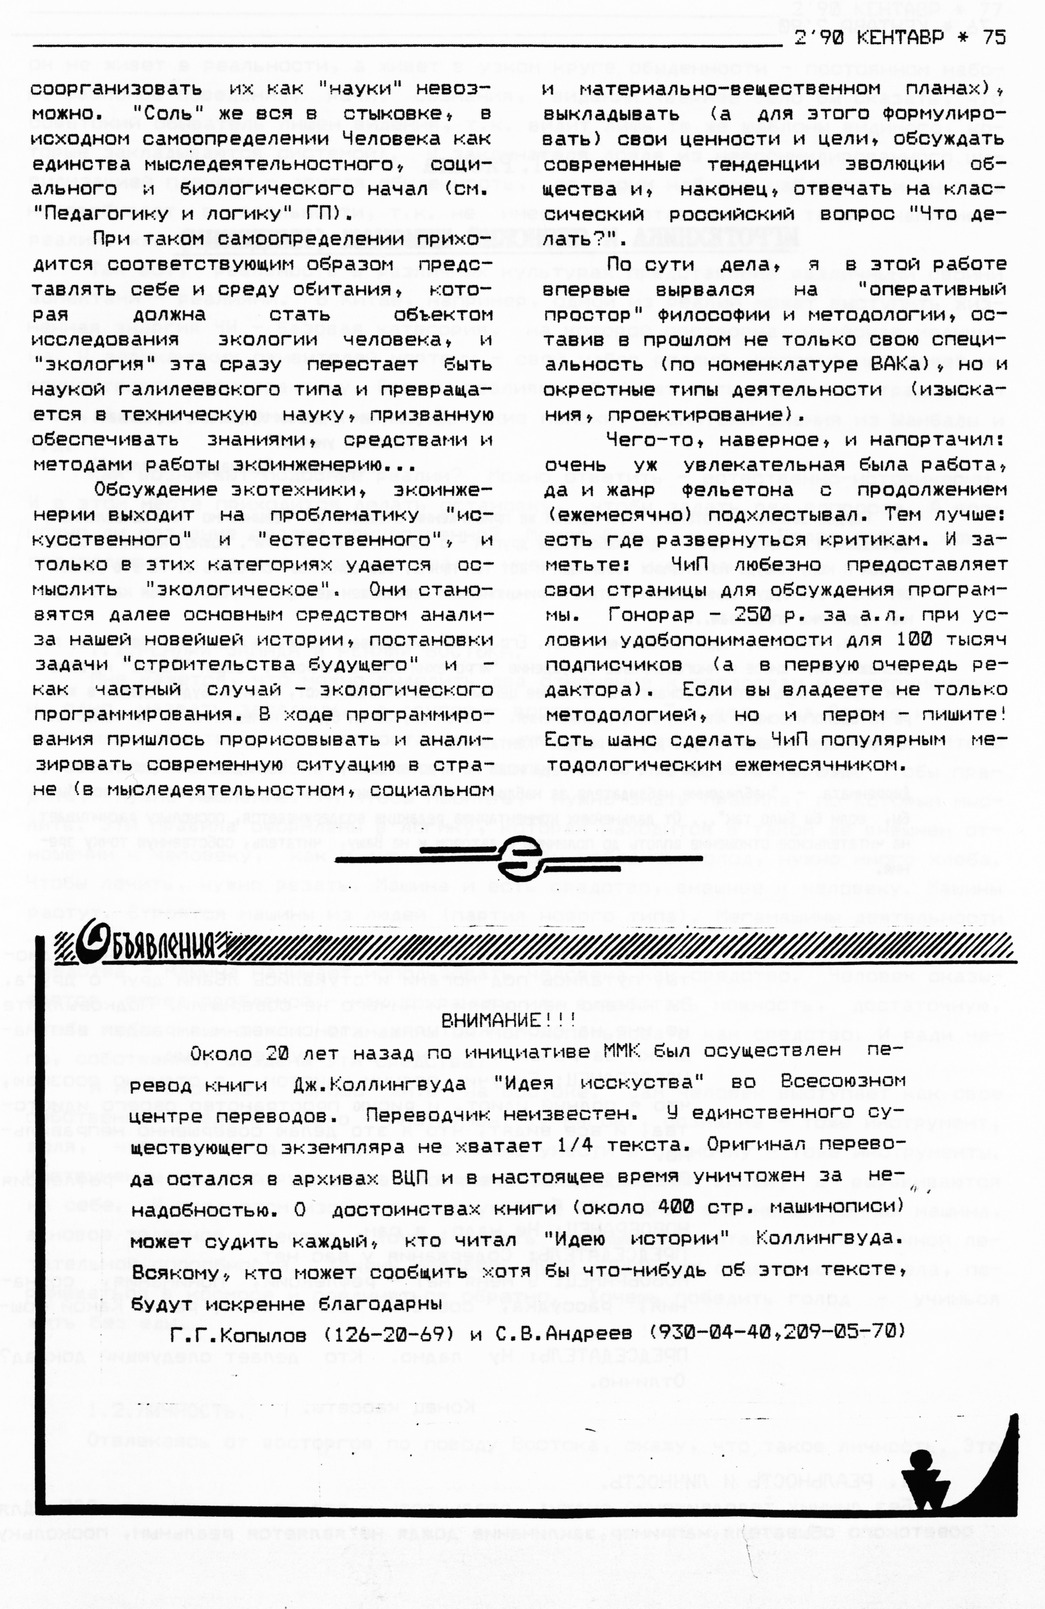 2'90 КЕНТАВР * 75
соорганизовать их как "науки" невоз-
можно. "Соль" же вся в стыковке, в
исходном самоопределении Человека как
единства мыследеятельностного, соци-
ального и биологического начал (см.
"Педагогику и логику" ГП).
При таком самоопределении прихо-
дится соответствующим образом предс-
тавлять себе и среду обитания, кото-
рая должна стать объектом
исследования экологии человека, и
"экология" эта сразу перестает быть
наукой галилеевского типа и превраща-
ется в техническую науку, призванную
обеспечивать знаниями, средствами и
методами работы экоинженерию...
Обсуждение экотехники, экоинже-
нерии выходит на проблематику "ис-
кусственного" и "естественного", и
только в этих категориях удается ос-
мыслить "экологическое". Они стано-
вятся далее основным средством анали-
за нашей новейшей истории, постановки
задачи "строительства будущего" и -
как частный случай - экологического
программирования. В ходе программиро-
вания пришлось прорисовывать и анали-
зировать современную ситуацию в стра-
не (в мыследеятельностном, социальном
и материально-вещественном планах),
выкладывать (а для этого формулиро-
вать) свои ценности и цели, обсуждать
современные тенденции эволюции об-
щества и, наконец, отвечать на клас-
сический российский вопрос "Что де-
лать?".
По сути дела, я в этой работе
впервые вырвался на "оперативный
простор" философии и методологии, ос-
тавив в прошлом не только свою специ-
альность (по номенклатуре ВАКа), но и
окрестные типы деятельности (изыска-
ния, проектирование).
Чего-то, наверное, и напортачил:
очень уж увлекательная была работа,
да и жанр фельетона с продолжением
(ежемесячно) подхлестывал. Тем лучше:
есть где развернуться критикам. И за-
метьте: ЧиП любезно предоставляет
свои страницы для обсуждения програм-
мы. Гонорар - 250 р. за а.л. при ус-
ловии удобопонимаемости для 100 тысяч
подписчиков (а в первую очередь ре-
дактора). Если вы владеете не только
методологией, но и пером - пишите!
Есть шанс сделать ЧиП популярным ме-
тодологическим ежемесячником.
Объявления
ВНИМАНИЕ!!!
Около 20 лет назад по инициативе ММК был осуществлен пе-
ревод книги Дж.Коллингвуда "Идея исскуства" во Всесоюзном
центре переводов. Переводчик неизвестен. У единственного су-
ществующего экземпляра не хватает 1/4 текста. Оригинал перево-
да остался в архивах ВЦП и в настоящее время уничтожен за не-
надобностью. О достоинствах книги (около 400 стр. машинописи)
может судить каждый, кто читал "Идею истории" Коллингвуда.
Всякому, кто может сообщить хотя бы что-нибудь об этом тексте,
будут искренне благодарны
Г.Г.Копылов (126-20-69) и С.В.Андреев (930-04-40,209-05-70)